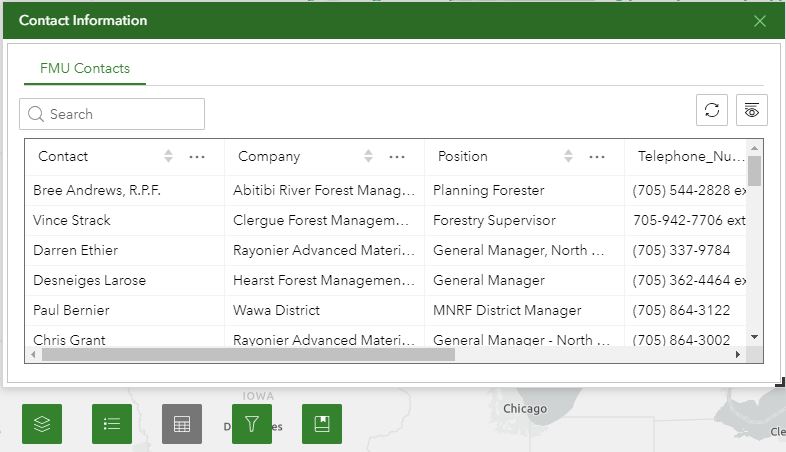 Contact Information
FMU Contacts
Search
Contact Company Position Telephone_Nu...
Bree Andrews, R.P.F. Abitibi River Forest Manag... Planning Forester (705) 544-2828 ex
Vince Strack Clergue Forest Managem... Forestry Supervisor 705-942-7706 ext
Darren Ethier Rayonier Advanced Materi... General Manager, North ... (705) 337-9784
Desneiges Larose Hearst Forest Managemen... General Manager (705) 362-4464 ex
Paul Bernier Wawa District MNRF District Manager (705) 864-3122
Chris Grant Rayonier Advanced Materi... General Manager - North ... (705) 864-3002
IOWA
Chicago
Cle